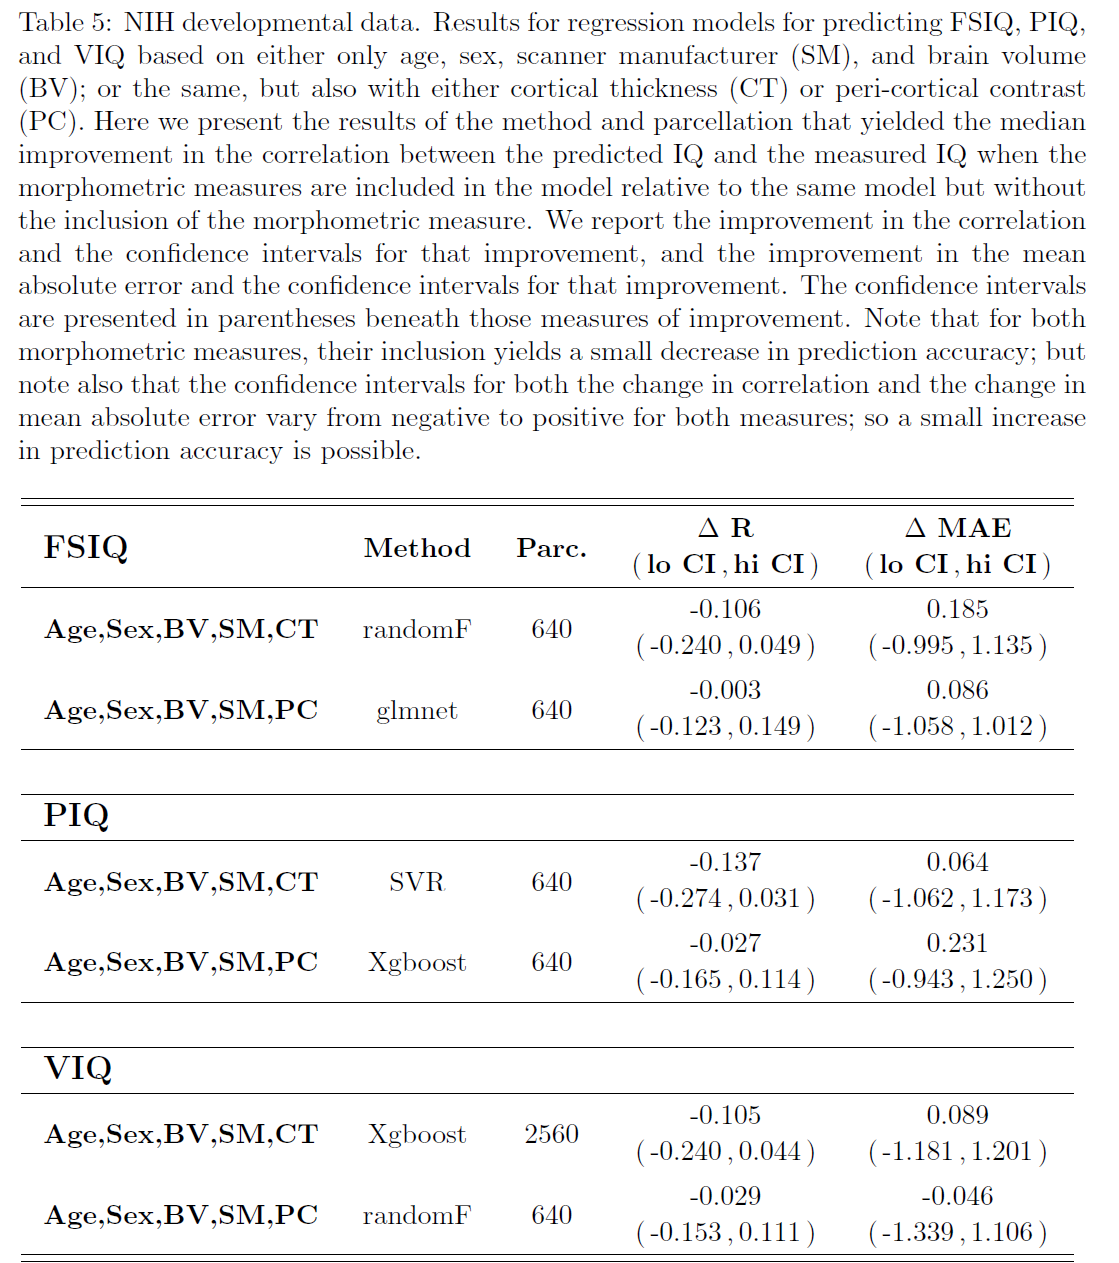 Table 5: NIH developmental data. Results for regression models for predicting FSIQ, PIQ,
and VIQ based on either only age, sex, scanner manufacturer (SM), and brain volume
(BV); or the same, but also with either cortical thickness (CT) or peri-cortical contrast
(PC). Here we present the results of the method and parcellation that yielded the median
improvement in the correlation between the predicted IQ and the measured IQ when the
morphometric measures are included in the model relative to the same model but without
the inclusion of the morphometric measure. We report the improvement in the correlation
and the confidence intervals for that improvement, and the improvement in the mean
absolute error and the confidence intervals for that improvement. The confidence intervals
are presented in parentheses beneath those measures of improvement. Note that for both
morphometric measures, their inclusion yields a small decrease in prediction accuracy; but
note also that the confidence intervals for both the change in correlation and the change in
mean absolute error vary from negative to positive for both measures; so a small increase
in prediction accuracy is possible.
FSIQ Method Parc. Δ R Δ MAE
(lo CI, hi CI) (lo CI, hi CI)
-0.106 0.185
Age,Sex,BV,SM,CT randomF 640
(-0.240, 0.049) (-0.995, 1.135)
-0.003 0.086
Age,Sex,BV,SM,PC glmnet 640
(-0.123, 0.149) (-1.058, 1.012)
PIQ
-0.137 0.064
Age,Sex,BV,SM,CT SVR 640
(-0.274, 0.031) (-1.062, 1.173)
-0.027 0.231
Age,Sex,BV,SM,PC Xgboost 640
(-0.165, 0.114) (-0.943, 1.250)
VIQ
-0.105 0.089
Age,Sex,BV,SM,CT Xgboost 2560
(-0.240, 0.044) (-1.181, 1.201)
-0.029 -0.046
Age,Sex,BV,SM,PC randomF 640
(-0.153, 0.111) (-1.339, 1.106)